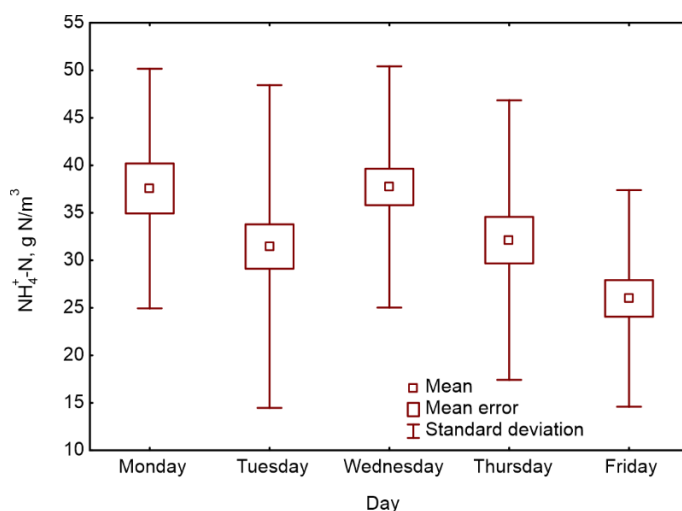 55
50
45
40
35
30
25
20
15
10
NH₄⁺-N, g N/m³
Mean
Mean error
Standard deviation
Monday Tuesday Wednesday Thursday Friday
Day